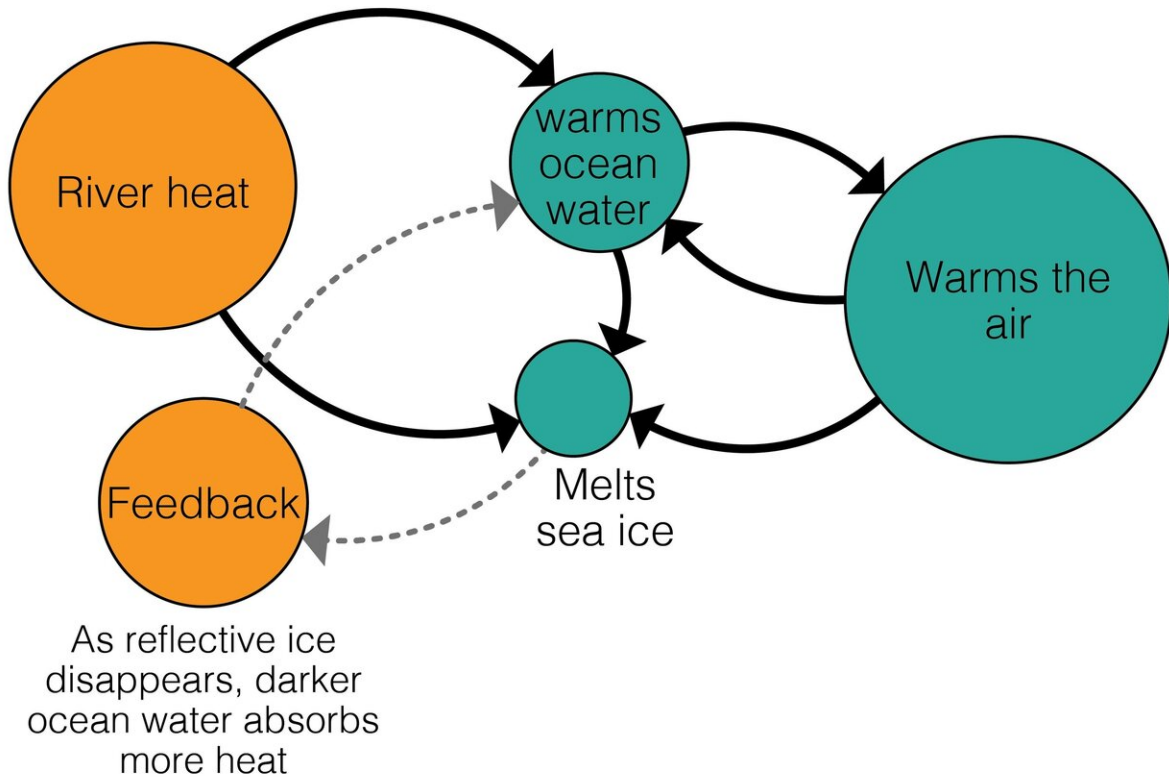 River heat
warms
ocean
water
Warms the
air
Melts
sea ice
Feedback
As reflective ice
disappears, darker
ocean water absorbs
more heat